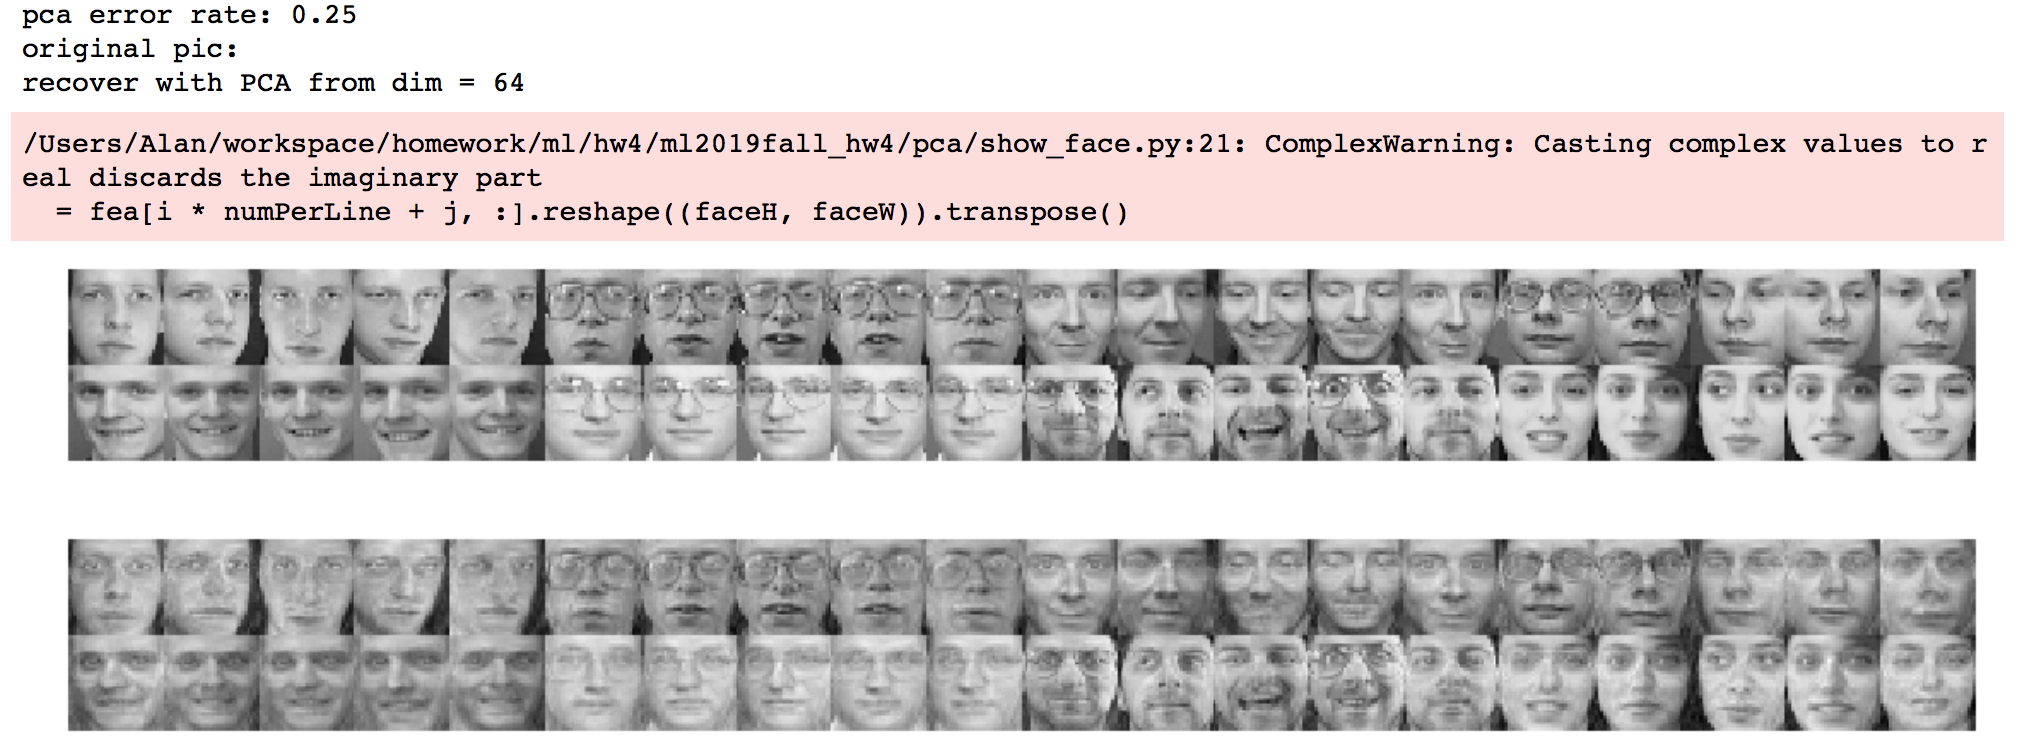 pca error rate: 0.25
original pic:
recover with PCA from dim = 64
/Users/Alan/workspace/homework/ml/hw4/ml2019fall_hw4/pca/show_face.py:21: ComplexWarning: Casting complex values to r
eal discards the imaginary part
  = fea[i * numPerLine + j, :].reshape((faceH, faceW)).transpose()